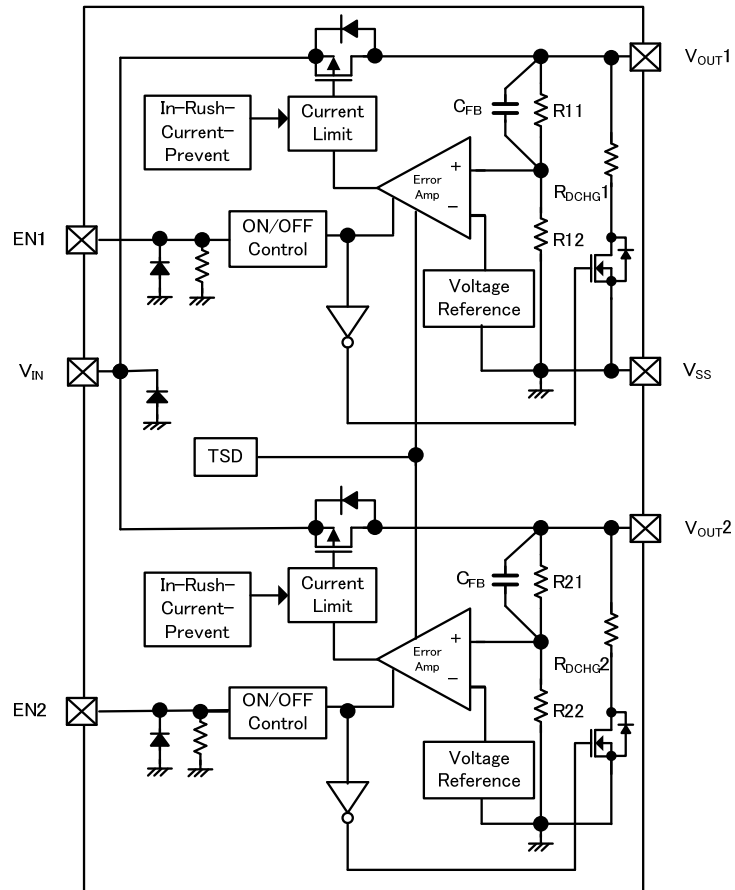 VOUT1
In-Rush-
Current-
Prevent
Current
Limit
CFB
R11
Error
Amp
+
−
RDCHG1
EN1
ON/OFF
Control
R12
Voltage
Reference
VIN
VSS
TSD
VOUT2
In-Rush-
Current-
Prevent
Current
Limit
CFB
R21
Error
Amp
+
−
RDCHG2
EN2
ON/OFF
Control
R22
Voltage
Reference